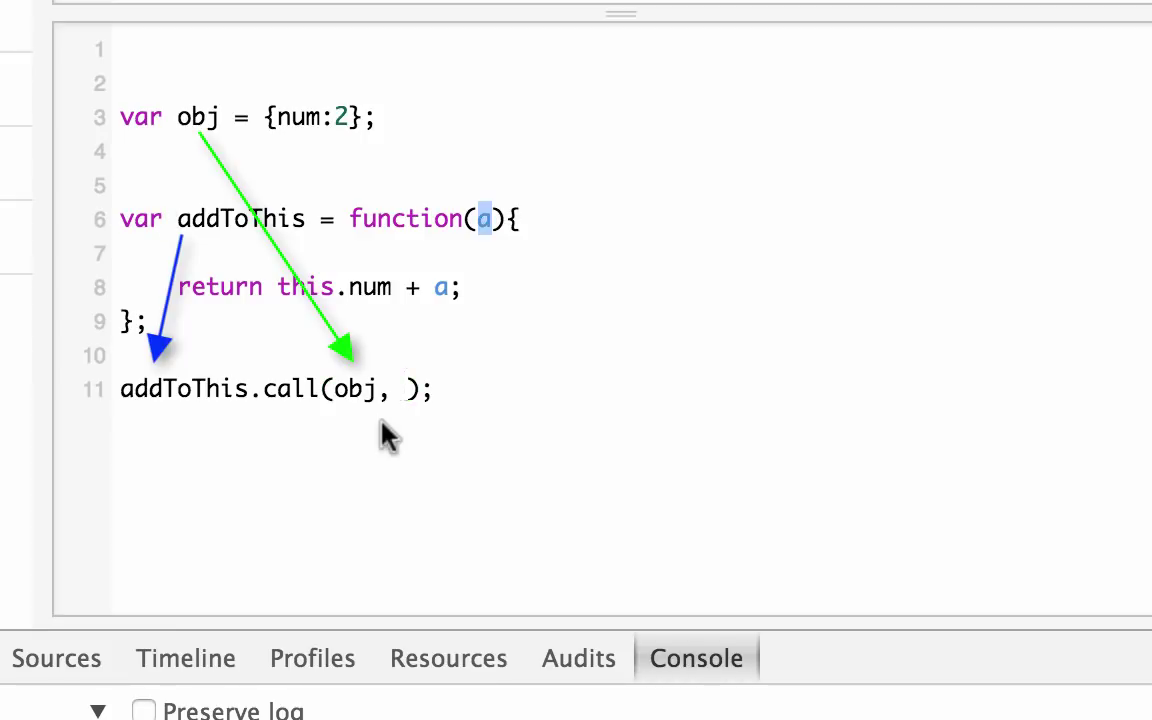 1
2
3 var obj = {num:2};
4
5
6 var addToThis = function(a){
7
8 return this.num + a;
9 };
10
11 addToThis.call(obj, );
Sources Timeline Profiles Resources Audits Console
▼ Preserve log